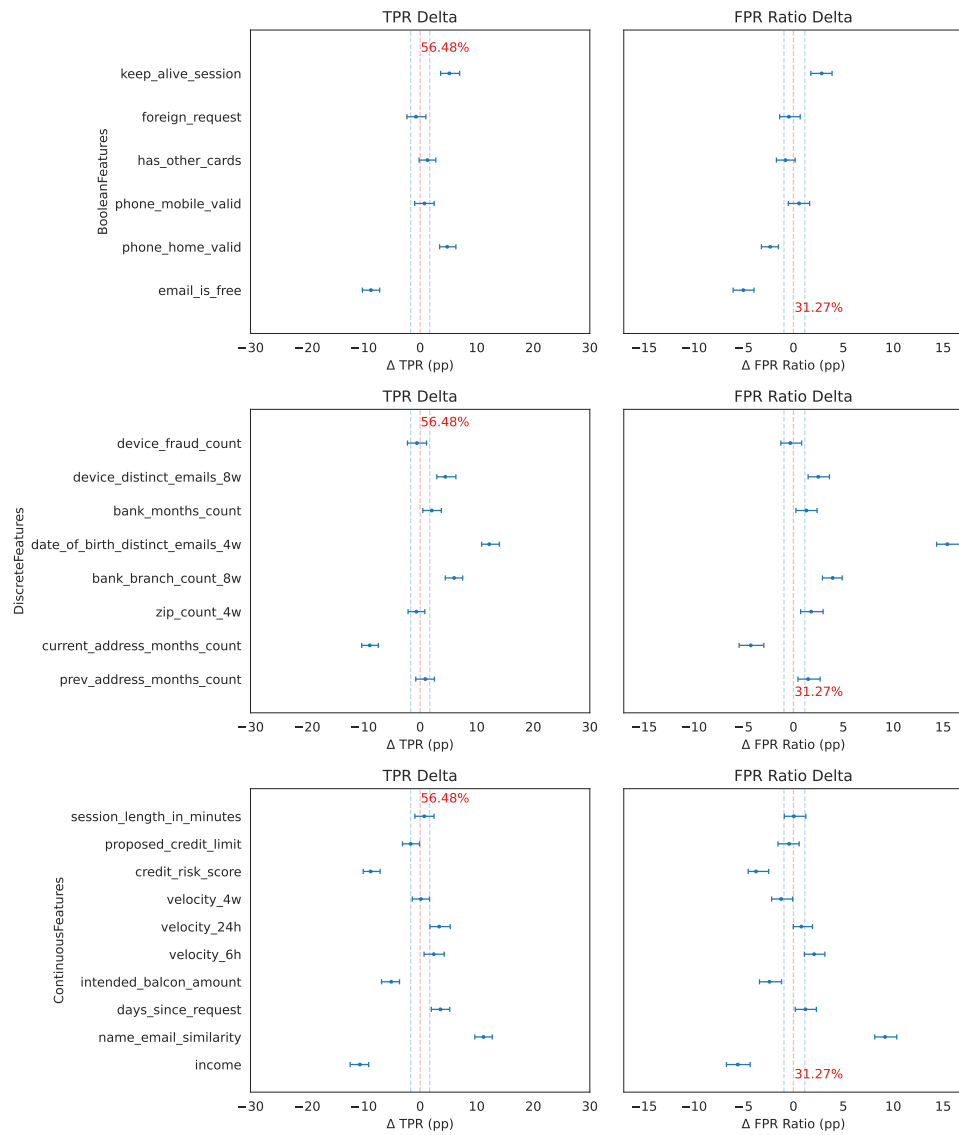 TPR Delta
FPR Ratio Delta
56.48%
keep_alive_session
foreign_request
has_other_cards
phone_mobile_valid
phone_home_valid
email_is_free
BooleanFeatures
31.27%
−30 −20 −10 0 10 20 30
−15 −10 −5 0 5 10 15
Δ TPR (pp)
Δ FPR Ratio (pp)
TPR Delta
FPR Ratio Delta
56.48%
device_fraud_count
device_distinct_emails_8w
bank_months_count
date_of_birth_distinct_emails_4w
bank_branch_count_8w
zip_count_4w
current_address_months_count
prev_address_months_count
DiscreteFeatures
31.27%
−30 −20 −10 0 10 20 30
−15 −10 −5 0 5 10 15
Δ TPR (pp)
Δ FPR Ratio (pp)
TPR Delta
FPR Ratio Delta
56.48%
session_length_in_minutes
proposed_credit_limit
credit_risk_score
velocity_4w
velocity_24h
velocity_6h
intended_balcon_amount
days_since_request
name_email_similarity
income
ContinuousFeatures
31.27%
−30 −20 −10 0 10 20 30
−15 −10 −5 0 5 10 15
Δ TPR (pp)
Δ FPR Ratio (pp)